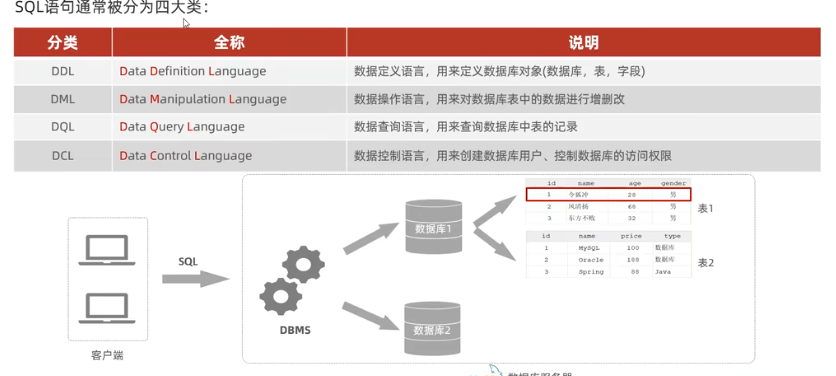 SQL语句通常被分为四大类：
分类 全称 说明
DDL Data Definition Language 数据定义语言，用来定义数据库对象(数据库，表，字段)
DML Data Manipulation Language 数据操作语言，用来对数据库表中的数据进行增删改
DQL Data Query Language 数据查询语言，用来查询数据库中表的记录
DCL Data Control Language 数据控制语言，用来创建数据库用户、控制数据库的访问权限
id name age gender
1 令狐冲 28 男
2 风清扬 68 男
3 东方不败 32 男
表1
数据库1
id name price type
1 MySQL 100 数据库
2 Oracle 188 数据库
3 Spring 88 Java
表2
SQL
DBMS
数据库2
客户端
数据库服务器